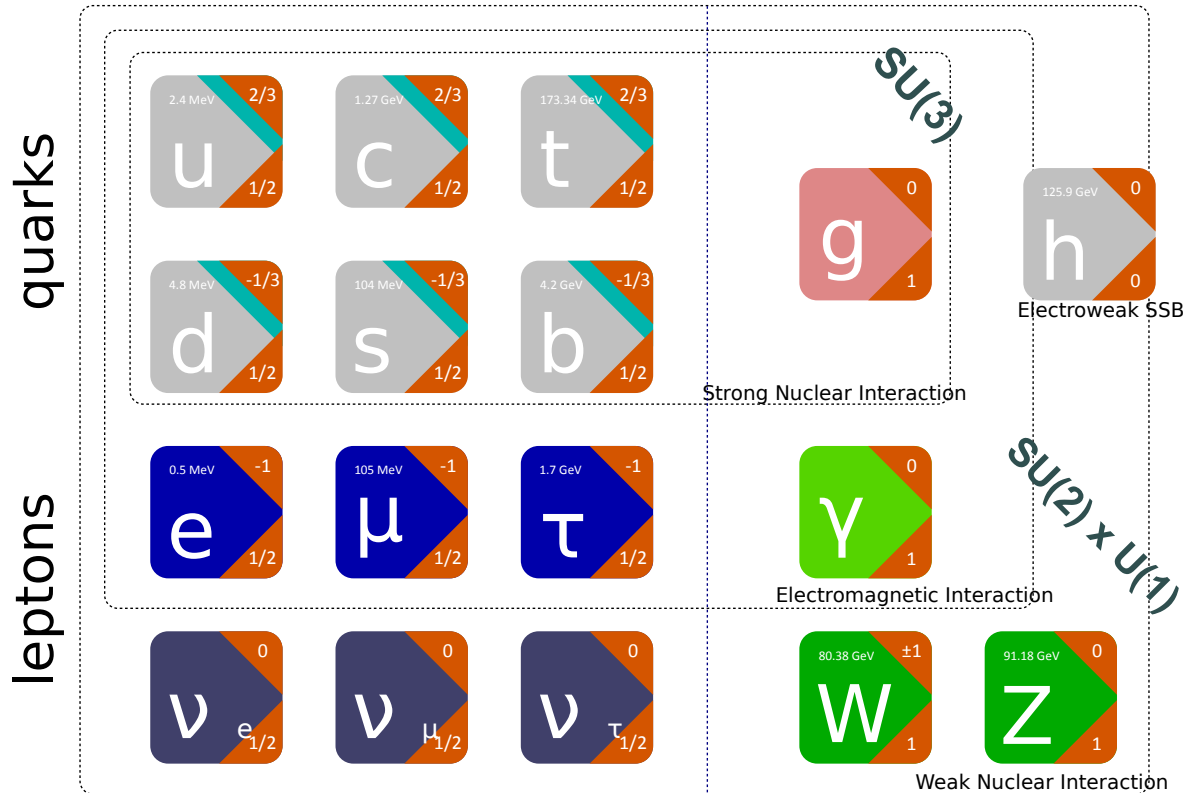 quarks
2.4 MeV
2/3
u
1/2
1.27 GeV
2/3
c
1/2
173.34 GeV
2/3
t
1/2
SU(3)
0
g
1
125.9 GeV
0
h
0
Electroweak SSB
4.8 MeV
-1/3
d
1/2
104 MeV
-1/3
s
1/2
4.2 GeV
-1/3
b
1/2
Strong Nuclear Interaction
leptons
0.5 MeV
-1
e
1/2
105 MeV
-1
μ
1/2
1.7 GeV
-1
τ
1/2
0
γ
1
SU(2) x U(1)
Electromagnetic Interaction
0
ν e
1/2
0
ν μ
1/2
0
ν τ
1/2
80.38 GeV
±1
W
1
91.18 GeV
0
Z
1
Weak Nuclear Interaction